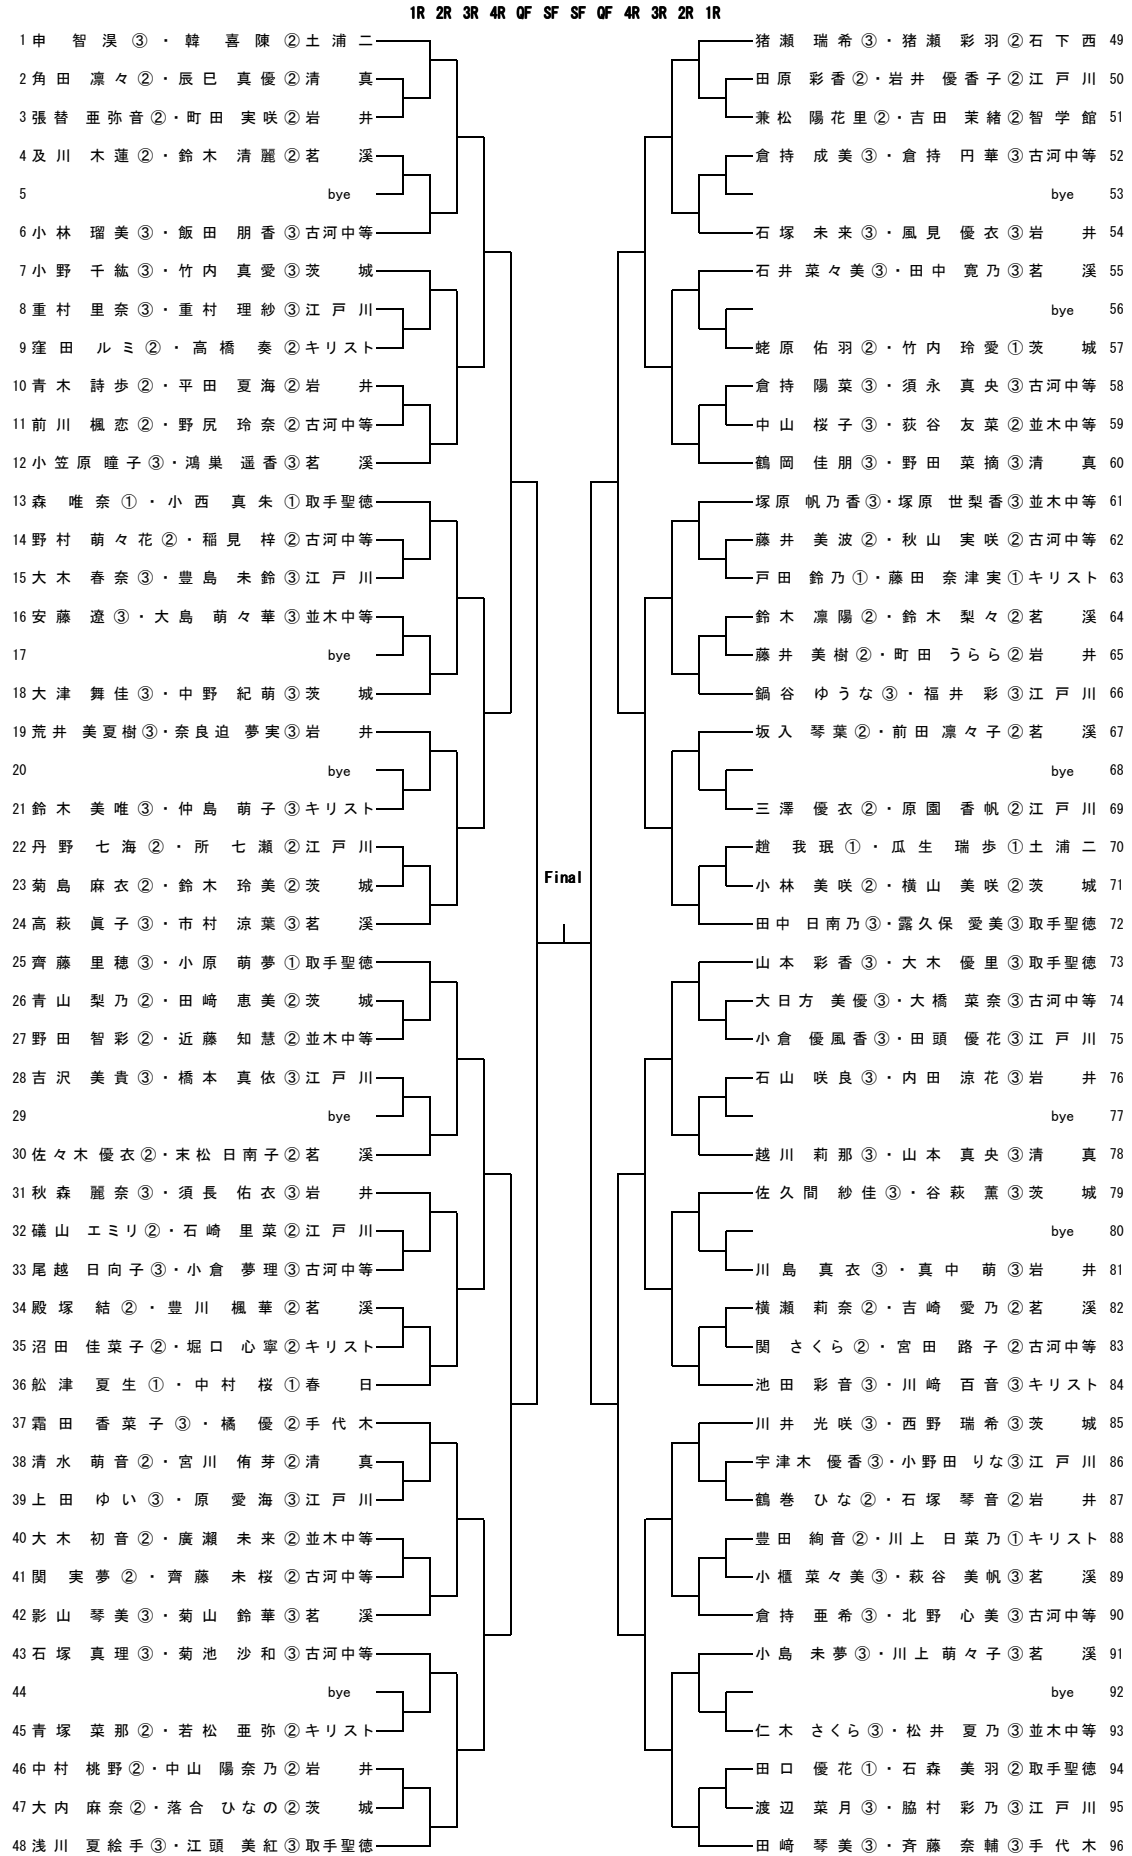 1R 2R 3R 4R QF SF SF QF 4R 3R 2R 1R
1 申 智淏③・韓 喜陳②土浦二
2 角田 凛々②・辰巳 真優②清真
3 張替 亜弥音②・町田 実咲②岩井
4 及川 木蓮②・鈴木 清麗②茗溪
5 bye
6 小林 瑠美③・飯田 朋香③古河中等
7 小野 千紘③・竹内 真愛③茨城
8 重村 里奈③・重村 理紗③江戸川
9 窪田 ルミ②・高橋 奏②キリスト
10 青木 詩歩②・平田 夏海②岩井
11 前川 楓恋②・野尻 玲奈②古河中等
12 小笠原 瞳子③・鴻巣 遥香③茗溪
13 森 唯奈①・小西 真朱①取手聖徳
14 野村 萌々花②・稲見 梓②古河中等
15 大木 春奈③・豊島 未鈴③江戸川
16 安藤 遼③・大島 萌々華③並木中等
17 bye
18 大津 舞佳③・中野 紀萌③茨城
19 荒井 美夏樹③・奈良迫 夢実③岩井
20 bye
21 鈴木 美唯③・仲島 萌子③キリスト
22 丹野 七海②・所 七瀬②江戸川
23 菊島 麻衣②・鈴木 玲美②茨城
24 高萩 眞子③・市村 涼葉③茗溪
25 齊藤 里穂③・小原 萌夢①取手聖徳
26 青山 梨乃②・田﨑 恵美②茨城
27 野田 智彩②・近藤 知慧②並木中等
28 吉沢 美貴③・橋本 真依③江戸川
29 bye
30 佐々木 優衣②・末松 日南子②茗溪
31 秋森 麗奈③・須長 佑衣③岩井
32 礒山 エミリ②・石崎 里菜②江戸川
33 尾越 日向子③・小倉 夢理③古河中等
34 殿塚 結②・豊川 楓華②茗溪
35 沼田 佳菜子②・堀口 心寧②キリスト
36 舩津 夏生①・中村 桜①春日
37 霜田 香菜子③・橘 優②手代木
38 清水 萌音②・宮川 侑芽②清真
39 上田 ゆい③・原 愛海③江戸川
40 大木 初音②・廣瀬 未来②並木中等
41 関 実夢②・齊藤 未桜②古河中等
42 影山 琴美③・菊山 鈴華③茗溪
43 石塚 真理③・菊池 沙和③古河中等
44 bye
45 青塚 菜那②・若松 亜弥②キリスト
46 中村 桃野②・中山 陽奈乃②岩井
47 大内 麻奈②・落合 ひなの②茨城
48 浅川 夏絵手③・江頭 美紅③取手聖徳
Final
猪瀬 瑞希③・猪瀬 彩羽②石下西 49
田原 彩香②・岩井 優香子②江戸川 50
兼松 陽花里②・吉田 茉緒②智学館 51
倉持 成美③・倉持 円華③古河中等 52
bye 53
石塚 未来③・風見 優衣③岩井 54
石井 菜々美③・田中 寛乃③茗溪 55
bye 56
蛯原 佑羽②・竹内 玲愛①茨城 57
倉持 陽菜③・須永 真央③古河中等 58
中山 桜子③・荻谷 友菜②並木中等 59
鶴岡 佳朋③・野田 菜摘③清真 60
塚原 帆乃香③・塚原 世梨香③並木中等 61
藤井 美波②・秋山 実咲②古河中等 62
戸田 鈴乃①・藤田 奈津実①キリスト 63
鈴木 凛陽②・鈴木 梨々②茗溪 64
藤井 美樹②・町田 うらら②岩井 65
鍋谷 ゆうな③・福井 彩③江戸川 66
坂入 琴葉②・前田 凛々子②茗溪 67
bye 68
三澤 優衣②・原園 香帆②江戸川 69
趙 我珉①・瓜生 瑞歩①土浦二 70
小林 美咲②・横山 美咲②茨城 71
田中 日南乃③・露久保 愛美③取手聖徳 72
山本 彩香③・大木 優里③取手聖徳 73
大日方 美優③・大橋 菜奈③古河中等 74
小倉 優風香③・田頭 優花③江戸川 75
石山 咲良③・内田 涼花③岩井 76
bye 77
越川 莉那③・山本 真央③清真 78
佐久間 紗佳③・谷萩 薫③茨城 79
bye 80
川島 真衣③・真中 萌③岩井 81
横瀬 莉奈②・吉崎 愛乃②茗溪 82
関 さくら②・宮田 路子②古河中等 83
池田 彩音③・川﨑 百音③キリスト 84
川井 光咲③・西野 瑞希③茨城 85
宇津木 優香③・小野田 りな③江戸川 86
鶴巻 ひな②・石塚 琴音②岩井 87
豊田 絢音②・川上 日菜乃①キリスト 88
小櫃 菜々美③・萩谷 美帆③茗溪 89
倉持 亜希③・北野 心美③古河中等 90
小島 未夢③・川上 萌々子③茗溪 91
bye 92
仁木 さくら③・松井 夏乃③並木中等 93
田口 優花①・石森 美羽②取手聖徳 94
渡辺 菜月③・脇村 彩乃③江戸川 95
田﨑 琴美③・斉藤 奈輔③手代木 96